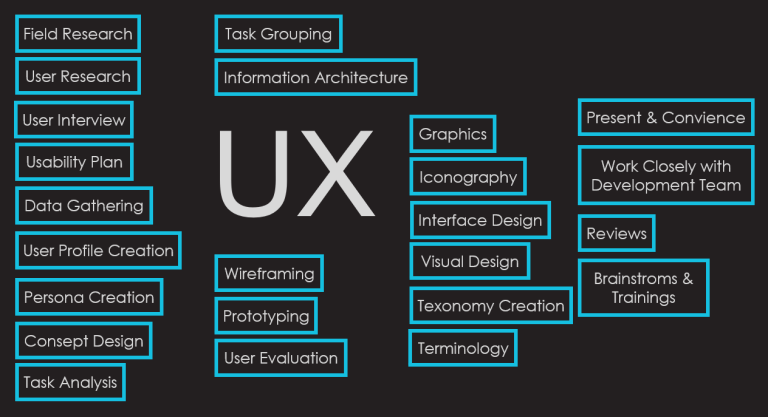 Field Research
User Research
User Interview
Usability Plan
Data Gathering
User Profile Creation
Persona Creation
Consept Design
Task Analysis
Task Grouping
Information Architecture
UX
Wireframing
Prototyping
User Evaluation
Graphics
Iconography
Interface Design
Visual Design
Texonomy Creation
Terminology
Present & Convience
Work Closely with
Development Team
Reviews
Brainstroms &
Trainings